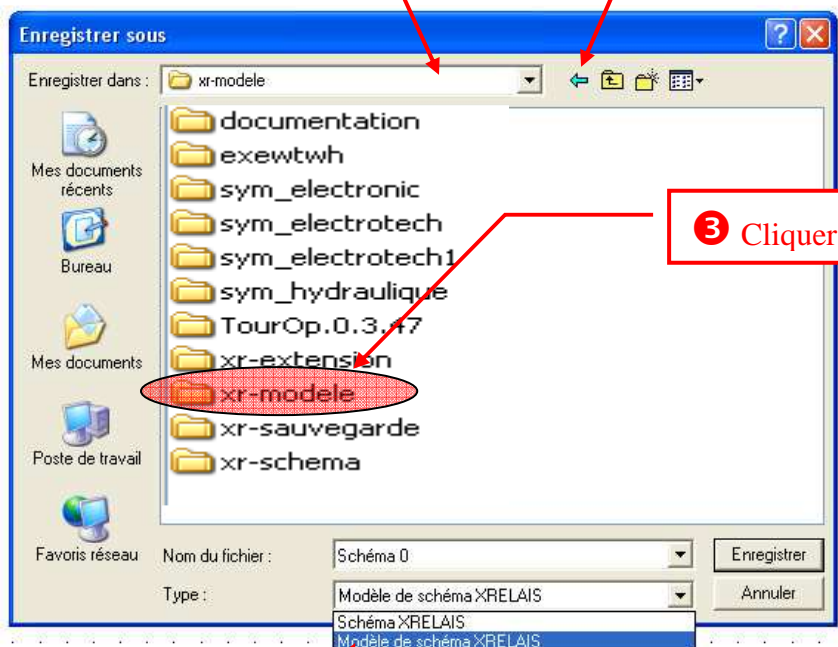 Enregistrer sous
Enregistrer dans : xr-modele
documentation
exewtwh
sym_electronic
sym_electrotech
sym_electrotech1
sym_hydraulique
TourOp.0.3.47
xr-extension
xr-modele
xr-sauvegarde
xr-schema
Mes documents
récents
Bureau
Mes documents
Poste de travail
Favoris réseau
❸ Cliquer
Nom du fichier : Schéma 0 Enregistrer
Type : Modèle de schéma XRELAIS Annuler
Schéma XRELAIS
Modèle de schéma XRELAIS